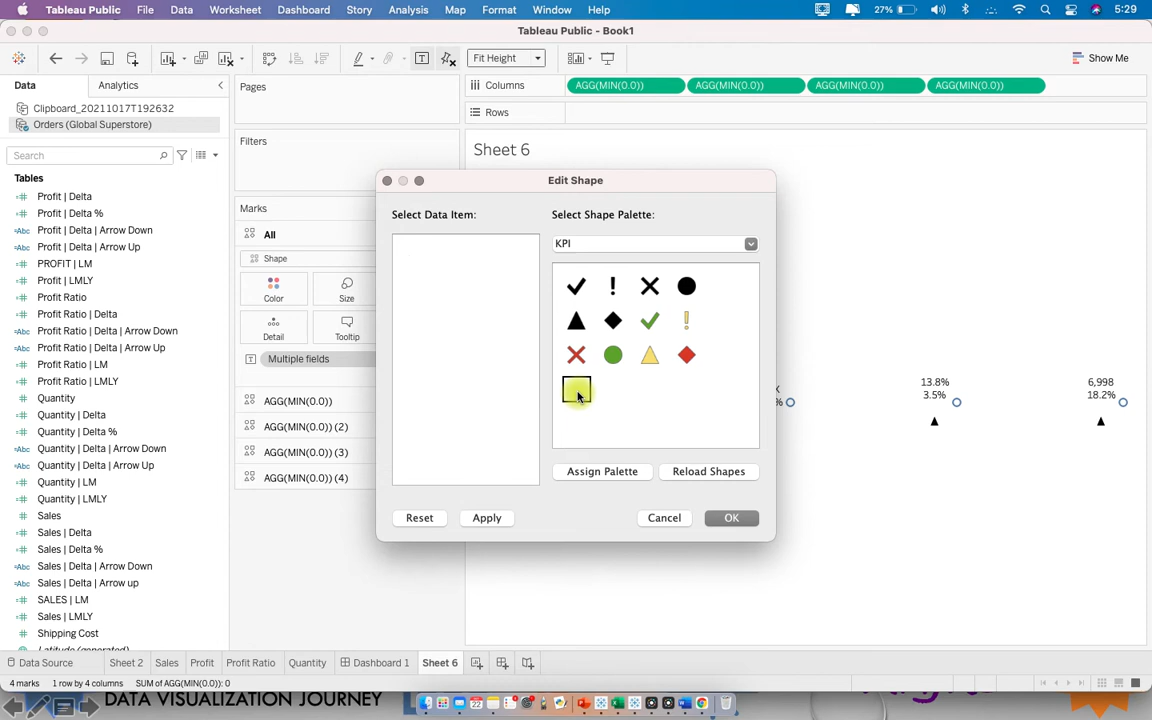 Tableau Public File Data Worksheet Dashboard Story Analysis Map Format Window Help 27% 5:29
Tableau Public - Book1
Fit Height Show Me
Data Analytics
Clipboard_20211017T192632
Orders (Global Superstore)
Search
Tables
Profit | Delta
Profit | Delta %
Profit | Delta | Arrow Down
Profit | Delta | Arrow Up
PROFIT | LM
Profit | LMLY
Profit Ratio
Profit Ratio | Delta
Profit Ratio | Delta | Arrow Down
Profit Ratio | Delta | Arrow Up
Profit Ratio | LM
Profit Ratio | LMLY
Quantity
Quantity | Delta
Quantity | Delta %
Quantity | Delta | Arrow Down
Quantity | Delta | Arrow Up
Quantity | LM
Quantity | LMLY
Sales
Sales | Delta
Sales | Delta %
Sales | Delta | Arrow Down
Sales | Delta | Arrow up
SALES | LM
Sales | LMLY
Shipping Cost
Latitude (generated)
Pages
Filters
Marks
All
Shape
Color Size
Detail Tooltip
Multiple fields
AGG(MIN(0.0))
AGG(MIN(0.0)) (2)
AGG(MIN(0.0)) (3)
AGG(MIN(0.0)) (4)
Columns AGG(MIN(0.0)) AGG(MIN(0.0)) AGG(MIN(0.0)) AGG(MIN(0.0))
Rows
Sheet 6
Edit Shape
Select Data Item: Select Shape Palette:
KPI
Assign Palette Reload Shapes
Reset Apply Cancel OK
K 13.8% 6,998
% 3.5% 18.2%
Data Source Sheet 2 Sales Profit Profit Ratio Quantity Dashboard 1 Sheet 6
4 marks 1 row by 4 columns SUM of AGG(MIN(0.0)): 0
DATA VISUALIZATION JOURNEY